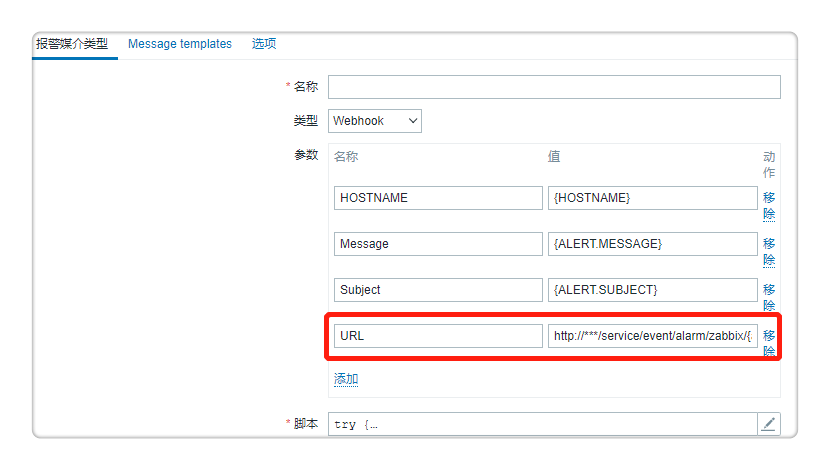 报警媒介类型 Message templates 选项
* 名称
类型 Webhook
参数 名称 值 动作
HOSTNAME {HOSTNAME} 移除
Message {ALERT.MESSAGE} 移除
Subject {ALERT.SUBJECT} 移除
URL http://***/service/event/alarm/zabbix/{ 移除
添加
* 脚本 try {…